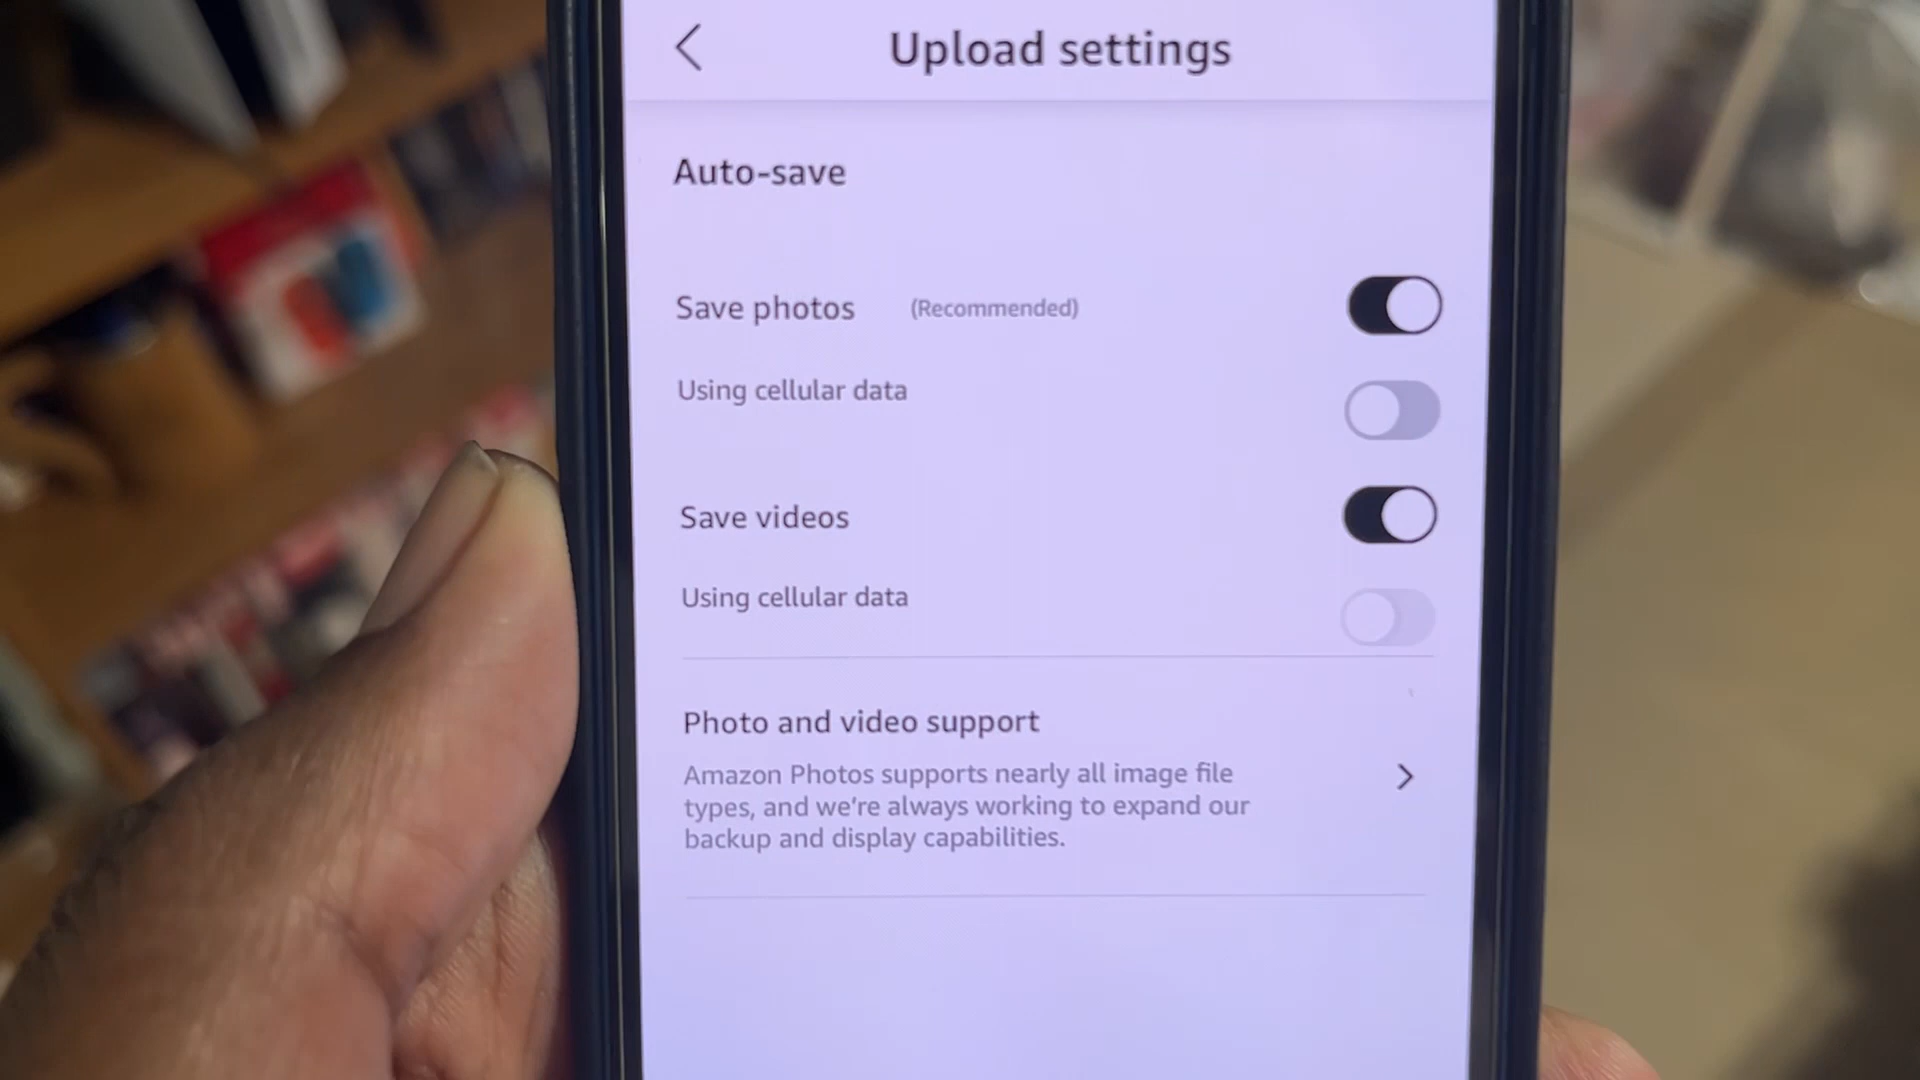 Upload settings
Auto-save
Save photos (Recommended)
Using cellular data
Save videos
Using cellular data
Photo and video support
Amazon Photos supports nearly all image file
types, and we're always working to expand our
backup and display capabilities.